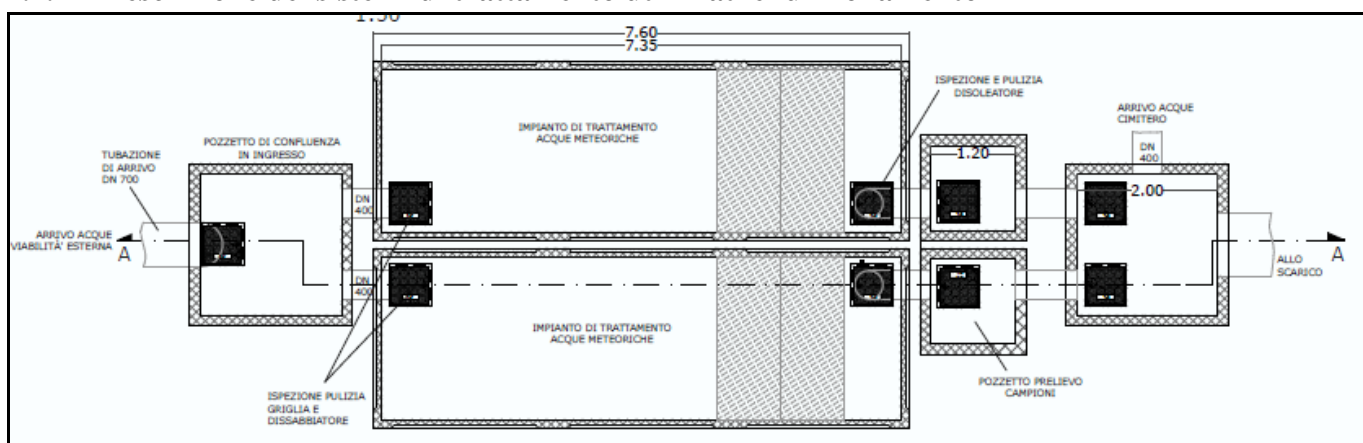 1.50
7.60
7.35
ISPEZIONE E PULIZIA
DISOLEATORE
ARRIVO ACQUE
CIMITERO
IMPIANTO DI TRATTAMENTO
ACQUE METEORICHE
POZZETTO DI CONFLUENZA
IN INGRESSO
TUBAZIONE
DI ARRIVO
DN 700
DN
400
1.20
DN
400
2.00
ARRIVO ACQUE
VIABILITÀ' ESTERNA
A
A
ALLO
SCARICO
DN
400
IMPIANTO DI TRATTAMENTO
ACQUE METEORICHE
ISPEZIONE PULIZIA
GRIGLIA E
DISSABBIATORE
POZZETTO PRELIEVO
CAMPIONI